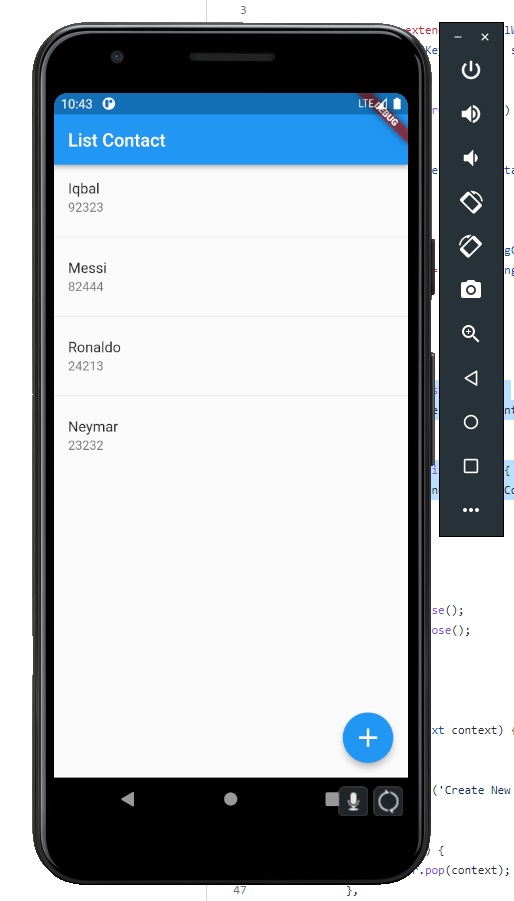 3
extend
10:43
LTE
DEBUG
List Contact
Iqbal
92323
Messi
82444
Ronaldo
24213
Neymar
23232
se();
ose();
xt context) {
('Create New
) {
r.pop(context);
47
},